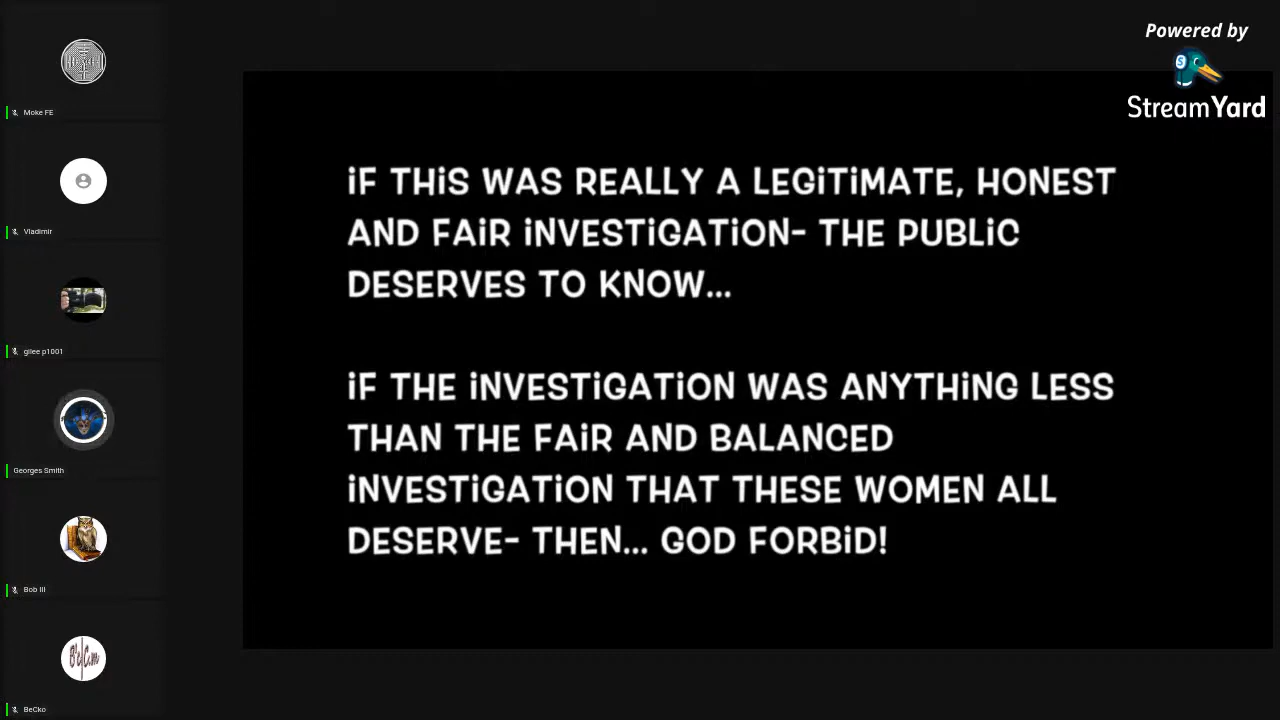 Powered by
StreamYard
Moke FE
Vladimir
gilee p1001
Georges Smith
Bob III
BeCko
iF THiS WAS REALLY A LEGiTiMATE, HONEST
AND FAiR iNVESTiGATiON- THE PUBLiC
DESERVES TO KNOW...
iF THE iNVESTiGATiON WAS ANYTHiNG LESS
THAN THE FAiR AND BALANCED
iNVESTiGATiON THAT THESE WOMEN ALL
DESERVE- THEN... GOD FORBiD!